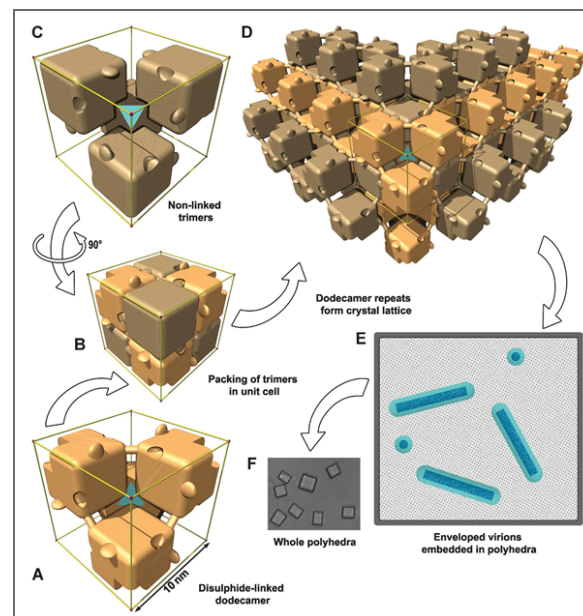 C
D
Non-linked
trimers
90°
Dodecamer repeats
form crystal lattice
B
Packing of trimers
in unit cell
E
F
Whole polyhedra
Enveloped virions
embedded in polyhedra
A
10 nm
Disulphide-linked
dodecamer